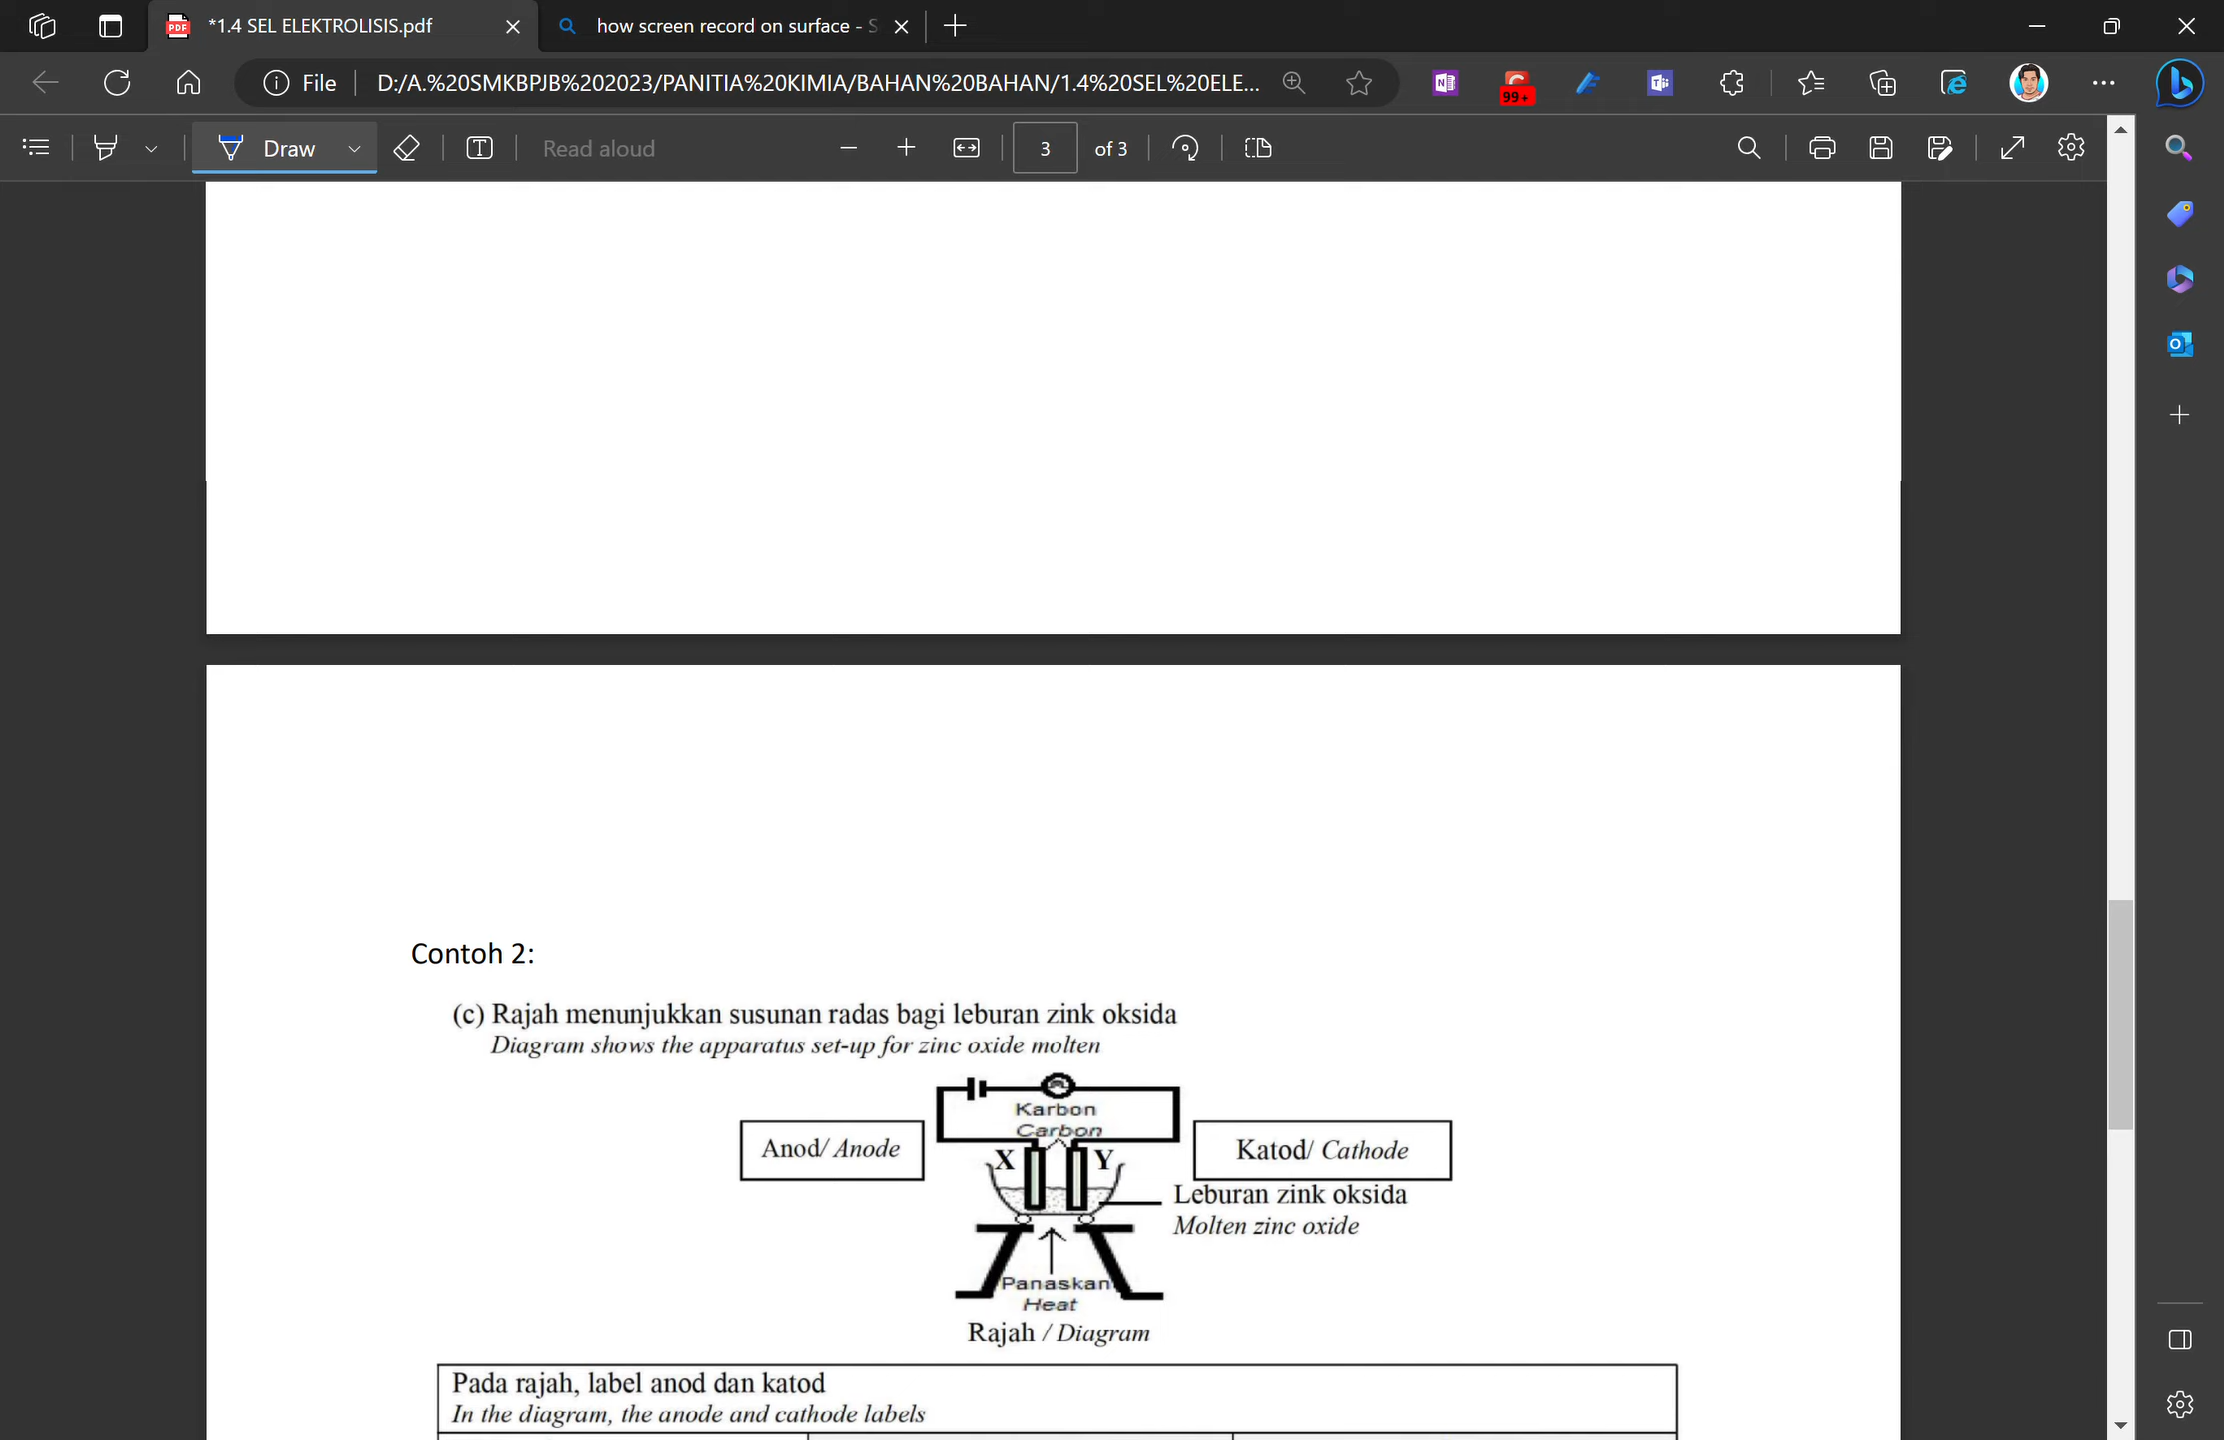 *1.4 SEL ELEKTROLISIS.pdf
how screen record on surface - S
File
D:/A.%20SMKBPJB%202023/PANITIA%20KIMIA/BAHAN%20BAHAN/1.4%20SEL%20ELE...
99+
Draw
Read aloud
3
of 3
Contoh 2:
(c) Rajah menunjukkan susunan radas bagi leburan zink oksida
Diagram shows the apparatus set-up for zinc oxide molten
Karbon
Carbon
Anod/ Anode
Katod/ Cathode
X
Y
Leburan zink oksida
Molten zinc oxide
Panaskan
Heat
Rajah / Diagram
Pada rajah, label anod dan katod
In the diagram, the anode and cathode labels